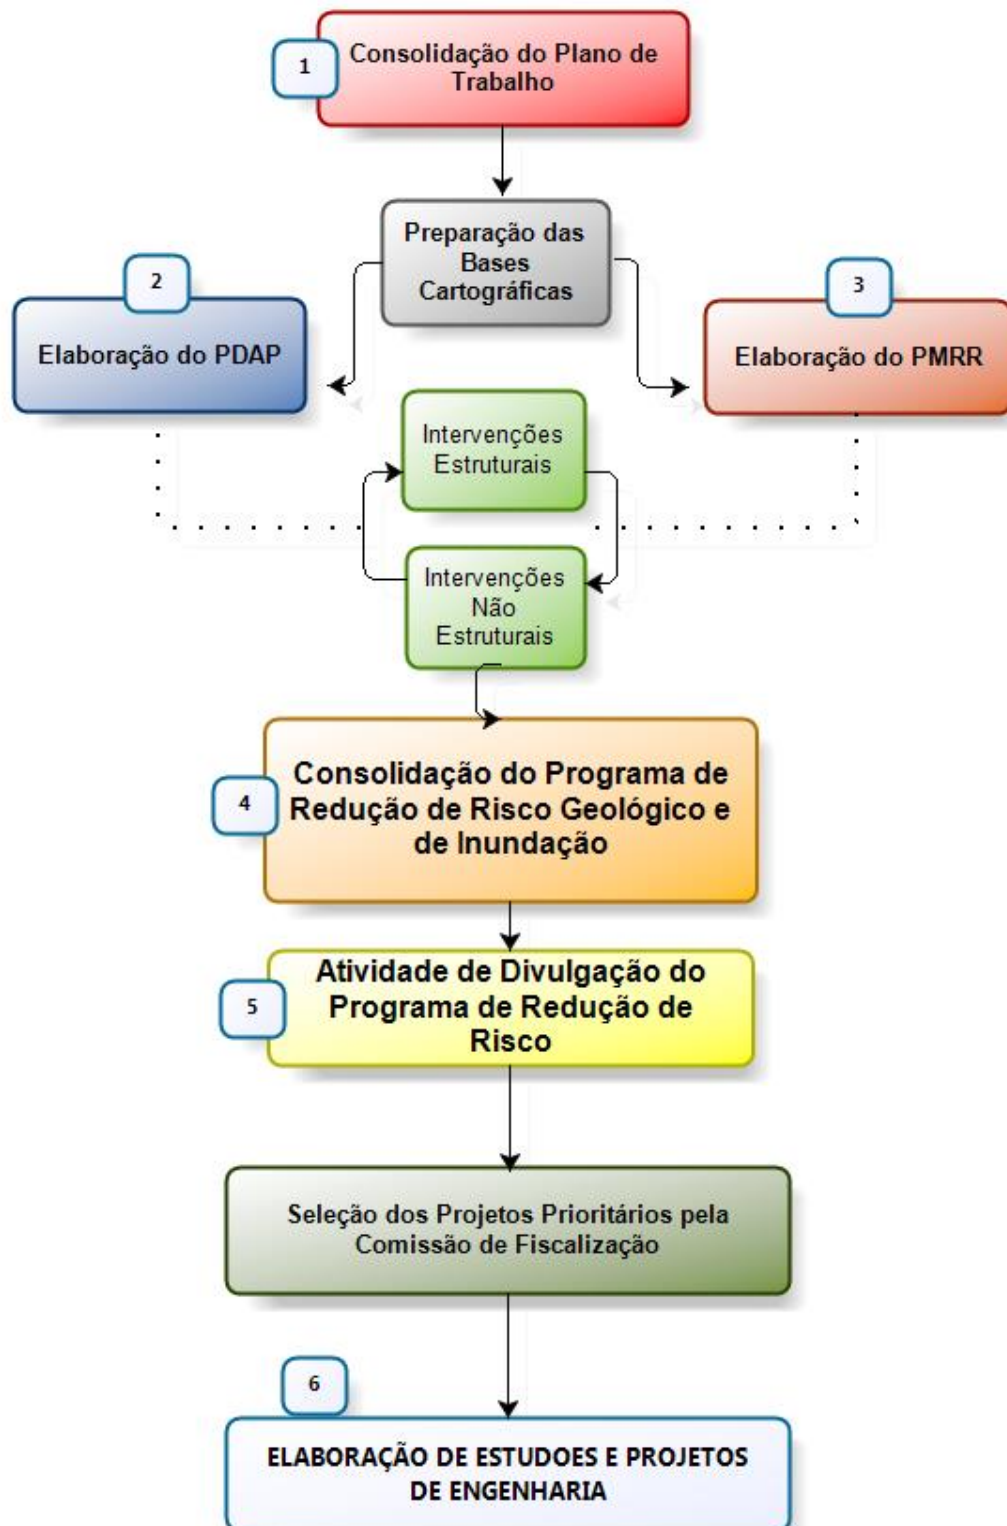 1
Consolidação do Plano de
Trabalho
Preparação das
Bases
Cartográficas
2
Elaboração do PDAP
3
Elaboração do PMRR
Intervenções
Estruturais
Intervenções
Não
Estruturais
4
Consolidação do Programa de
Redução de Risco Geológico e
de Inundação
5
Atividade de Divulgação do
Programa de Redução de
Risco
Seleção dos Projetos Prioritários pela
Comissão de Fiscalização
6
ELABORAÇÃO DE ESTUDOES E PROJETOS
DE ENGENHARIA